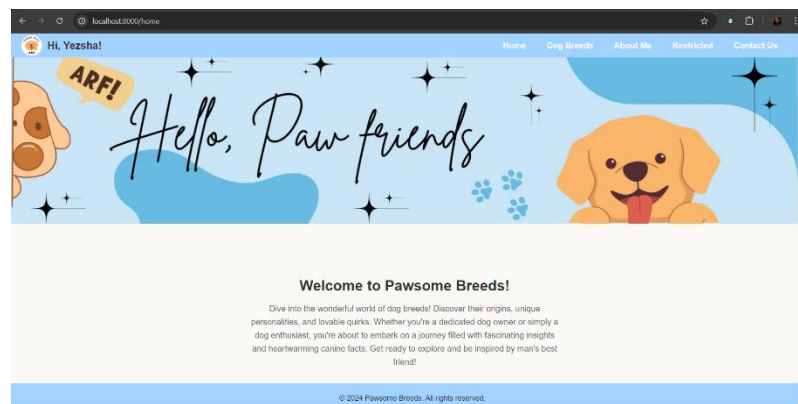 localhost:8000/home
Hi, Yezsha!
Home Dog Breeds About Me Restricted Contact Us
ARF!
Hello, Paw friends
Welcome to Pawsome Breeds!
Dive into the wonderful world of dog breeds! Discover their origins, unique
personalities, and lovable quirks. Whether you're a dedicated dog owner or simply a
dog enthusiast, you're about to embark on a journey filled with fascinating insights
and heartwarming canine facts. Get ready to explore and be inspired by man's best
friend!
© 2024 Pawsome Breeds. All rights reserved.